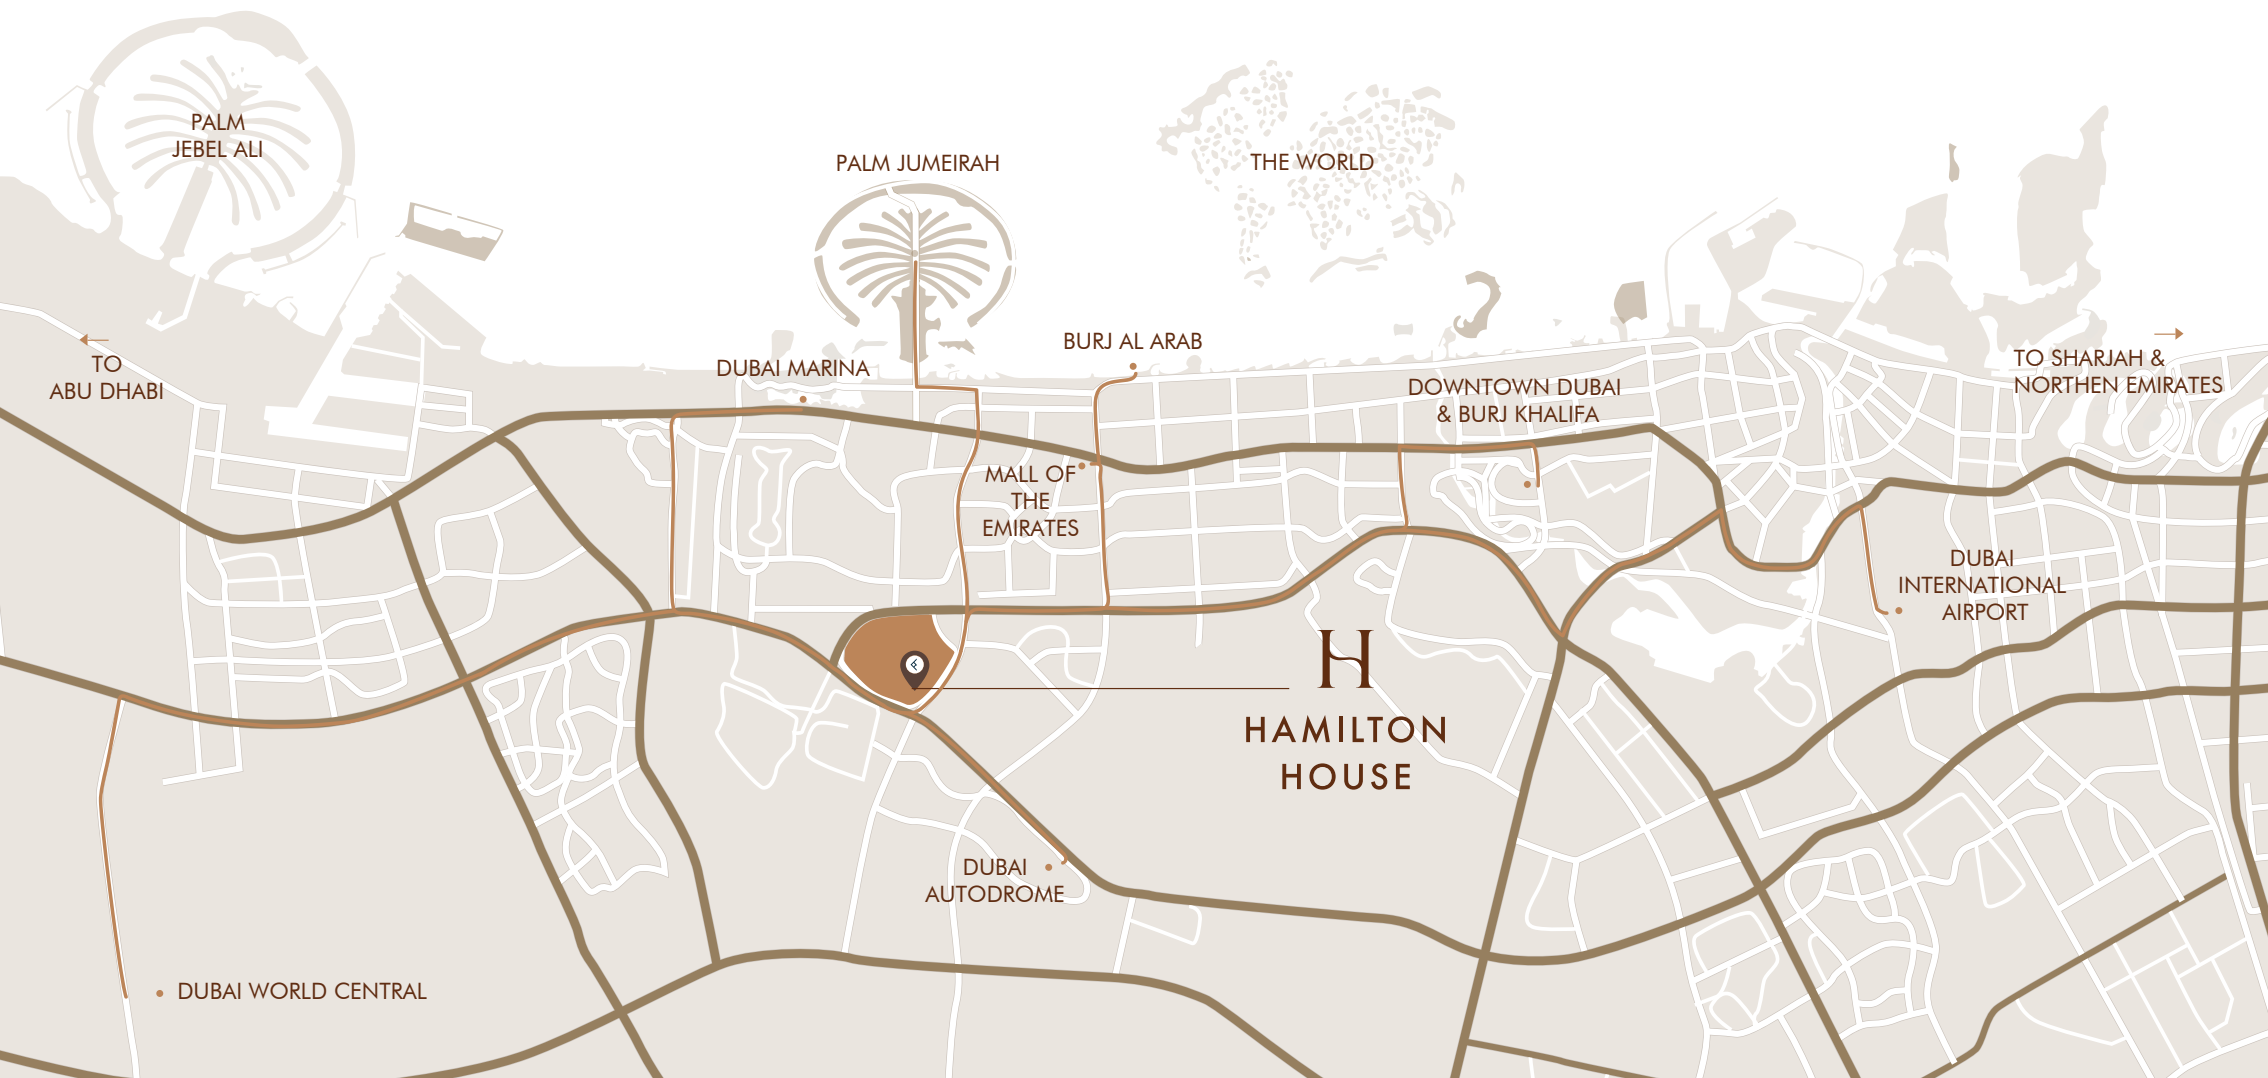 PALM
JEBEL ALI
PALM JUMEIRAH
THE WORLD
TO
ABU DHABI
DUBAI MARINA
BURJ AL ARAB
DOWNTOWN DUBAI
& BURJ KHALIFA
TO SHARJAH &
NORTHEN EMIRATES
MALL OF
THE
EMIRATES
DUBAI
INTERNATIONAL
AIRPORT
H
HAMILTON
HOUSE
DUBAI
AUTODROME
DUBAI WORLD CENTRAL